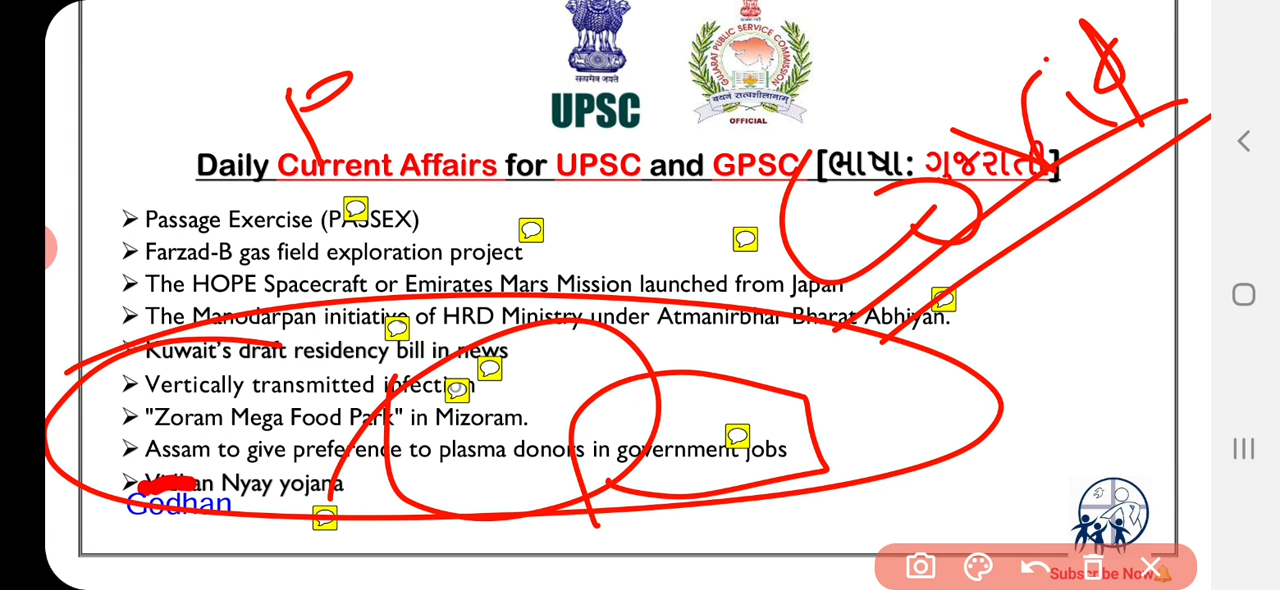 सत्यमेव जयते
UPSC
GUJARAT PUBLIC SERVICE COMMISSION
OFFICIAL
Daily Current Affairs for UPSC and GPSC [ભાષા: ગુજરાતી]
➢ Passage Exercise (PASSEX)
➢ Farzad-B gas field exploration project
➢ The HOPE Spacecraft or Emirates Mars Mission launched from Japan
➢ The Manodarpan initiative of HRD Ministry under Atmanirbhar Bharat Abhiyan.
➢ Kuwait's draft residency bill in news
➢ Vertically transmitted infection
➢ "Zoram Mega Food Park" in Mizoram.
➢ Assam to give preference to plasma donors in government jobs
➢ Nyay yojana
Godhan
Subscribe Now